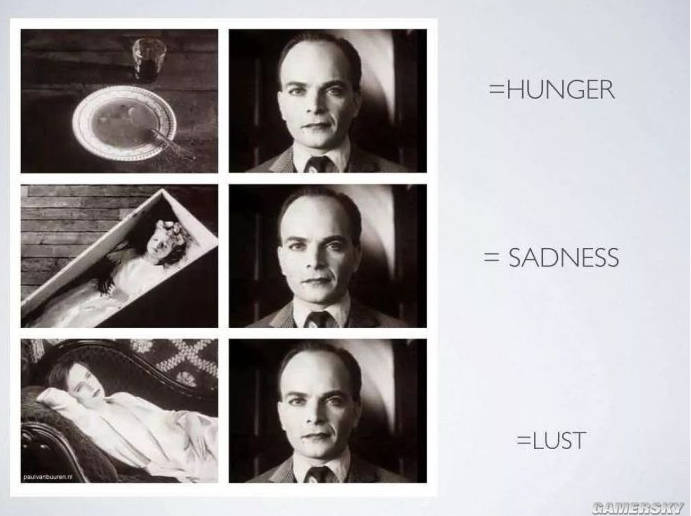 =HUNGER
= SADNESS
=LUST
paulvanbuuren.nl
GAMERSKY